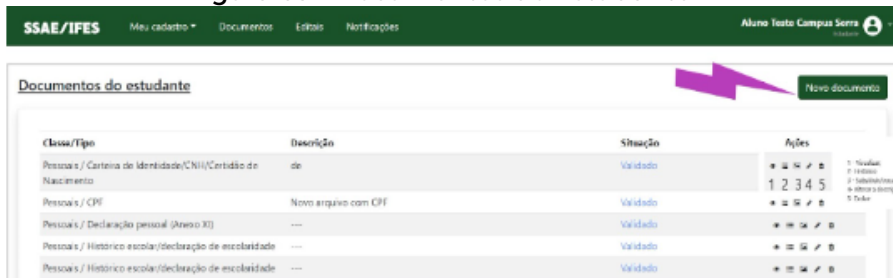 SSAE/IFES Meu cadastro Documentos Editais Notificações Aluno Teste Campus Serra
Documentos do estudante Novo documento
Classe/Tipo Descrição Situação Ações
Pessoais / Carteira de Identidade/CNH/Certidão de Nascimento de Validado
1 2 3 4 5
Pessoais / CPF Novo arquivo com CPF Validado
Pessoais / Declaração pessoal (Anexo XI) --- Validado
Pessoais / Histórico escolar/declaração de escolaridade --- Validado
Pessoais / Histórico escolar/declaração de escolaridade --- Validado